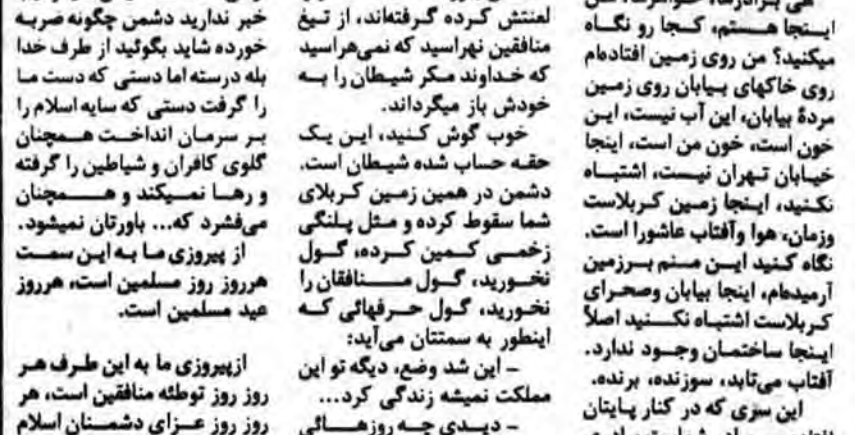 اینجا هستم، کجا رو نگاه
میکنید؟ من روی زمین افتاده‌ام
روی خاکهای بیابان روی زمین
مردهٔ بیابان، این آب نیست، این
خون است، خون من است، اینجا
خیابان تهران نیست، اشتباه
نکنید، اینجا زمین کربلاست
وزمان، هوا وآفتاب عاشورا است.
نگاه کنید این منم برزمین
آرمیده‌ام، اینجا بیابان وصحرای
کربلاست اشتباه نکنید اصلاً
اینجا ساختمان وجود ندارد.
آفتاب می‌تابد، سوزنده، برنده.
این سری که در کنار پایتان
لعنتش کرده گرفته‌اند، از تیغ
منافقین نهراسید که نمی‌هراسید
که خداوند مکر شیطان را به
خودش باز میگرداند.
خوب گوش کنید، این یک
حقه حساب شده شیطان است.
دشمن در همین زمین کربلای
شما سقوط کرده و مثل پلنگی
زخمی کمین کرده، گول
نخورید، گول منافقان را
نخورید، گول حرفهائی که
اینطور به سمتتان می‌آید:
– این شد وضع، دیگه تو این
مملکت نمیشه زندگی کرد...
– دیدی چه روزهائی
خبر ندارید دشمن چگونه ضربه
خورده شاید بگوئید از طرف خدا
بله درسته اما دستی که دست ما
را گرفت دستی که سایه اسلام را
بر سرمان انداخت همچنان
گلوی کافران و شیاطین را گرفته
و رها نمیکند و همچنان
می‌فشرد که... باورتان نمیشود.
از پیروزی ما به این سمت
هرروز روز مسلمین است، هرروز
عید مسلمین است.
ازپیروزی ما به این طرف هر
روز روز توطئه منافقین است، هر
روز روز عزای دشمنان اسلام